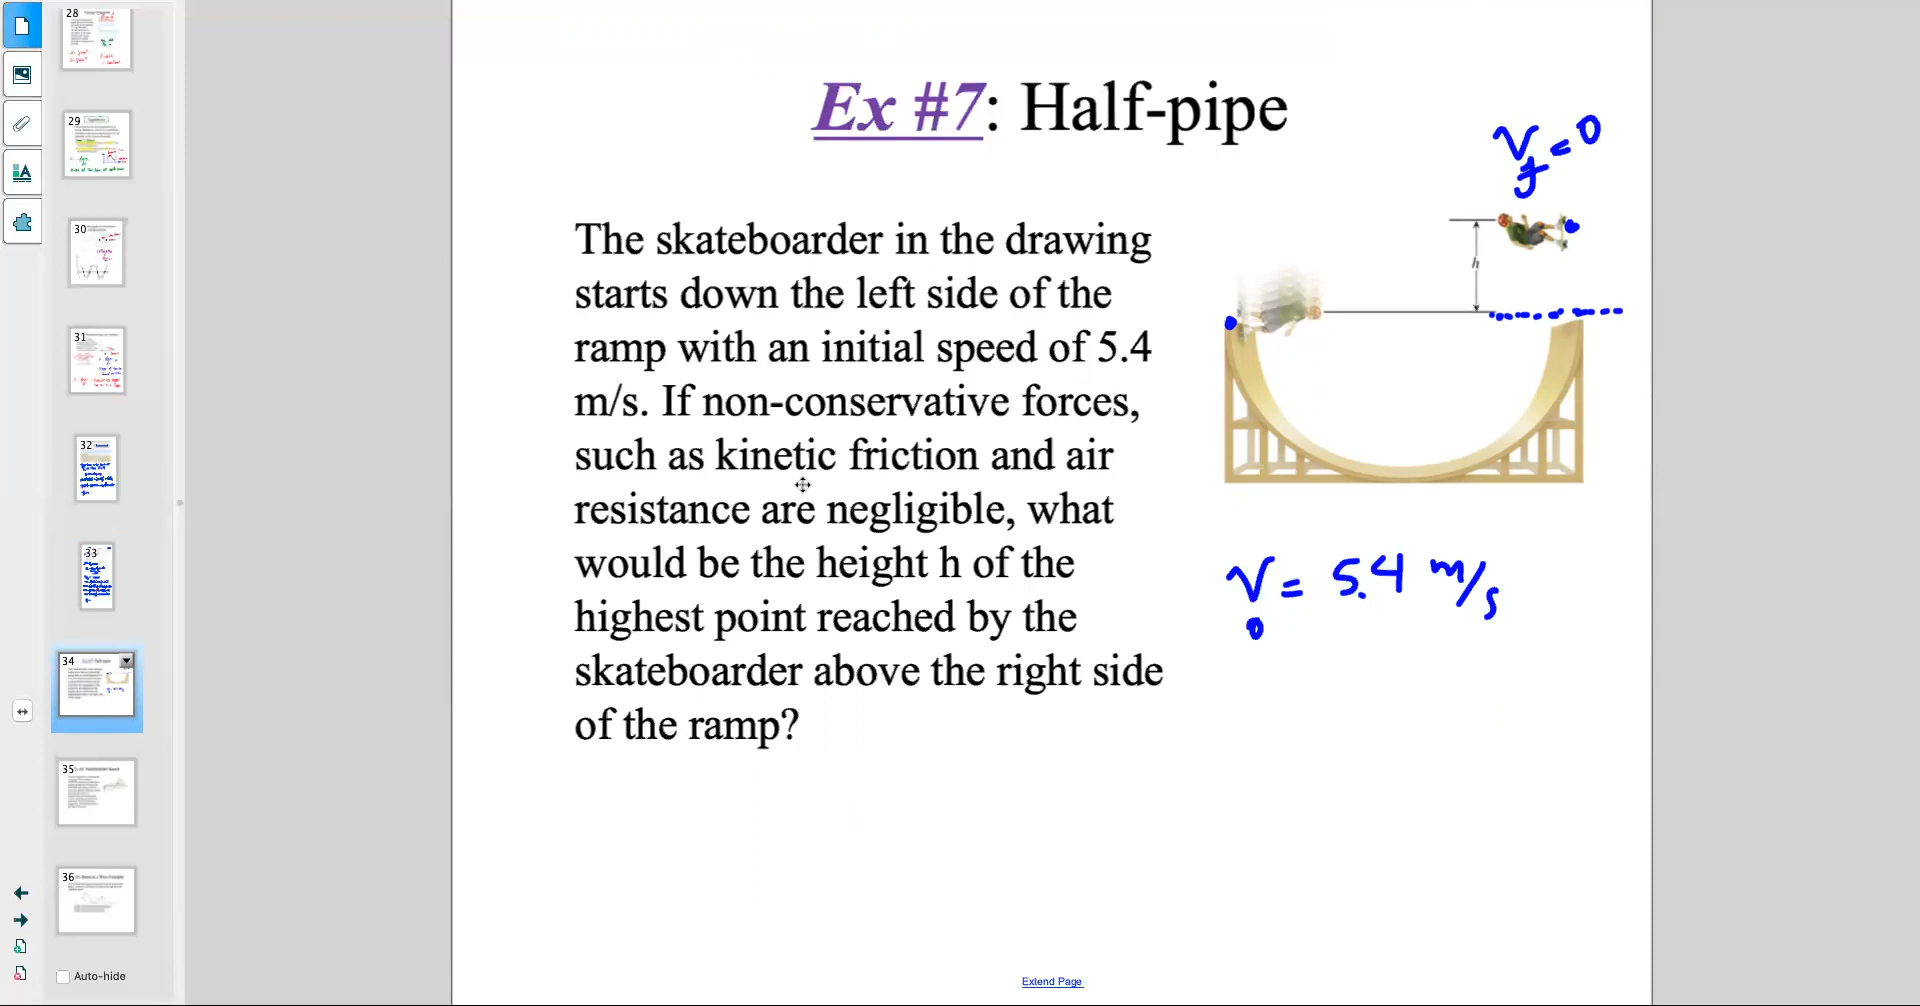 28
29
30
31
32
33
34
35
36
Auto-hide
Ex #7: Half-pipe
The skateboarder in the drawing
starts down the left side of the
ramp with an initial speed of 5.4
m/s. If non-conservative forces,
such as kinetic friction and air
resistance are negligible, what
would be the height h of the
highest point reached by the
skateboarder above the right side
of the ramp?
Vf = 0
h
V0 = 5.4 m/s
Extend Page